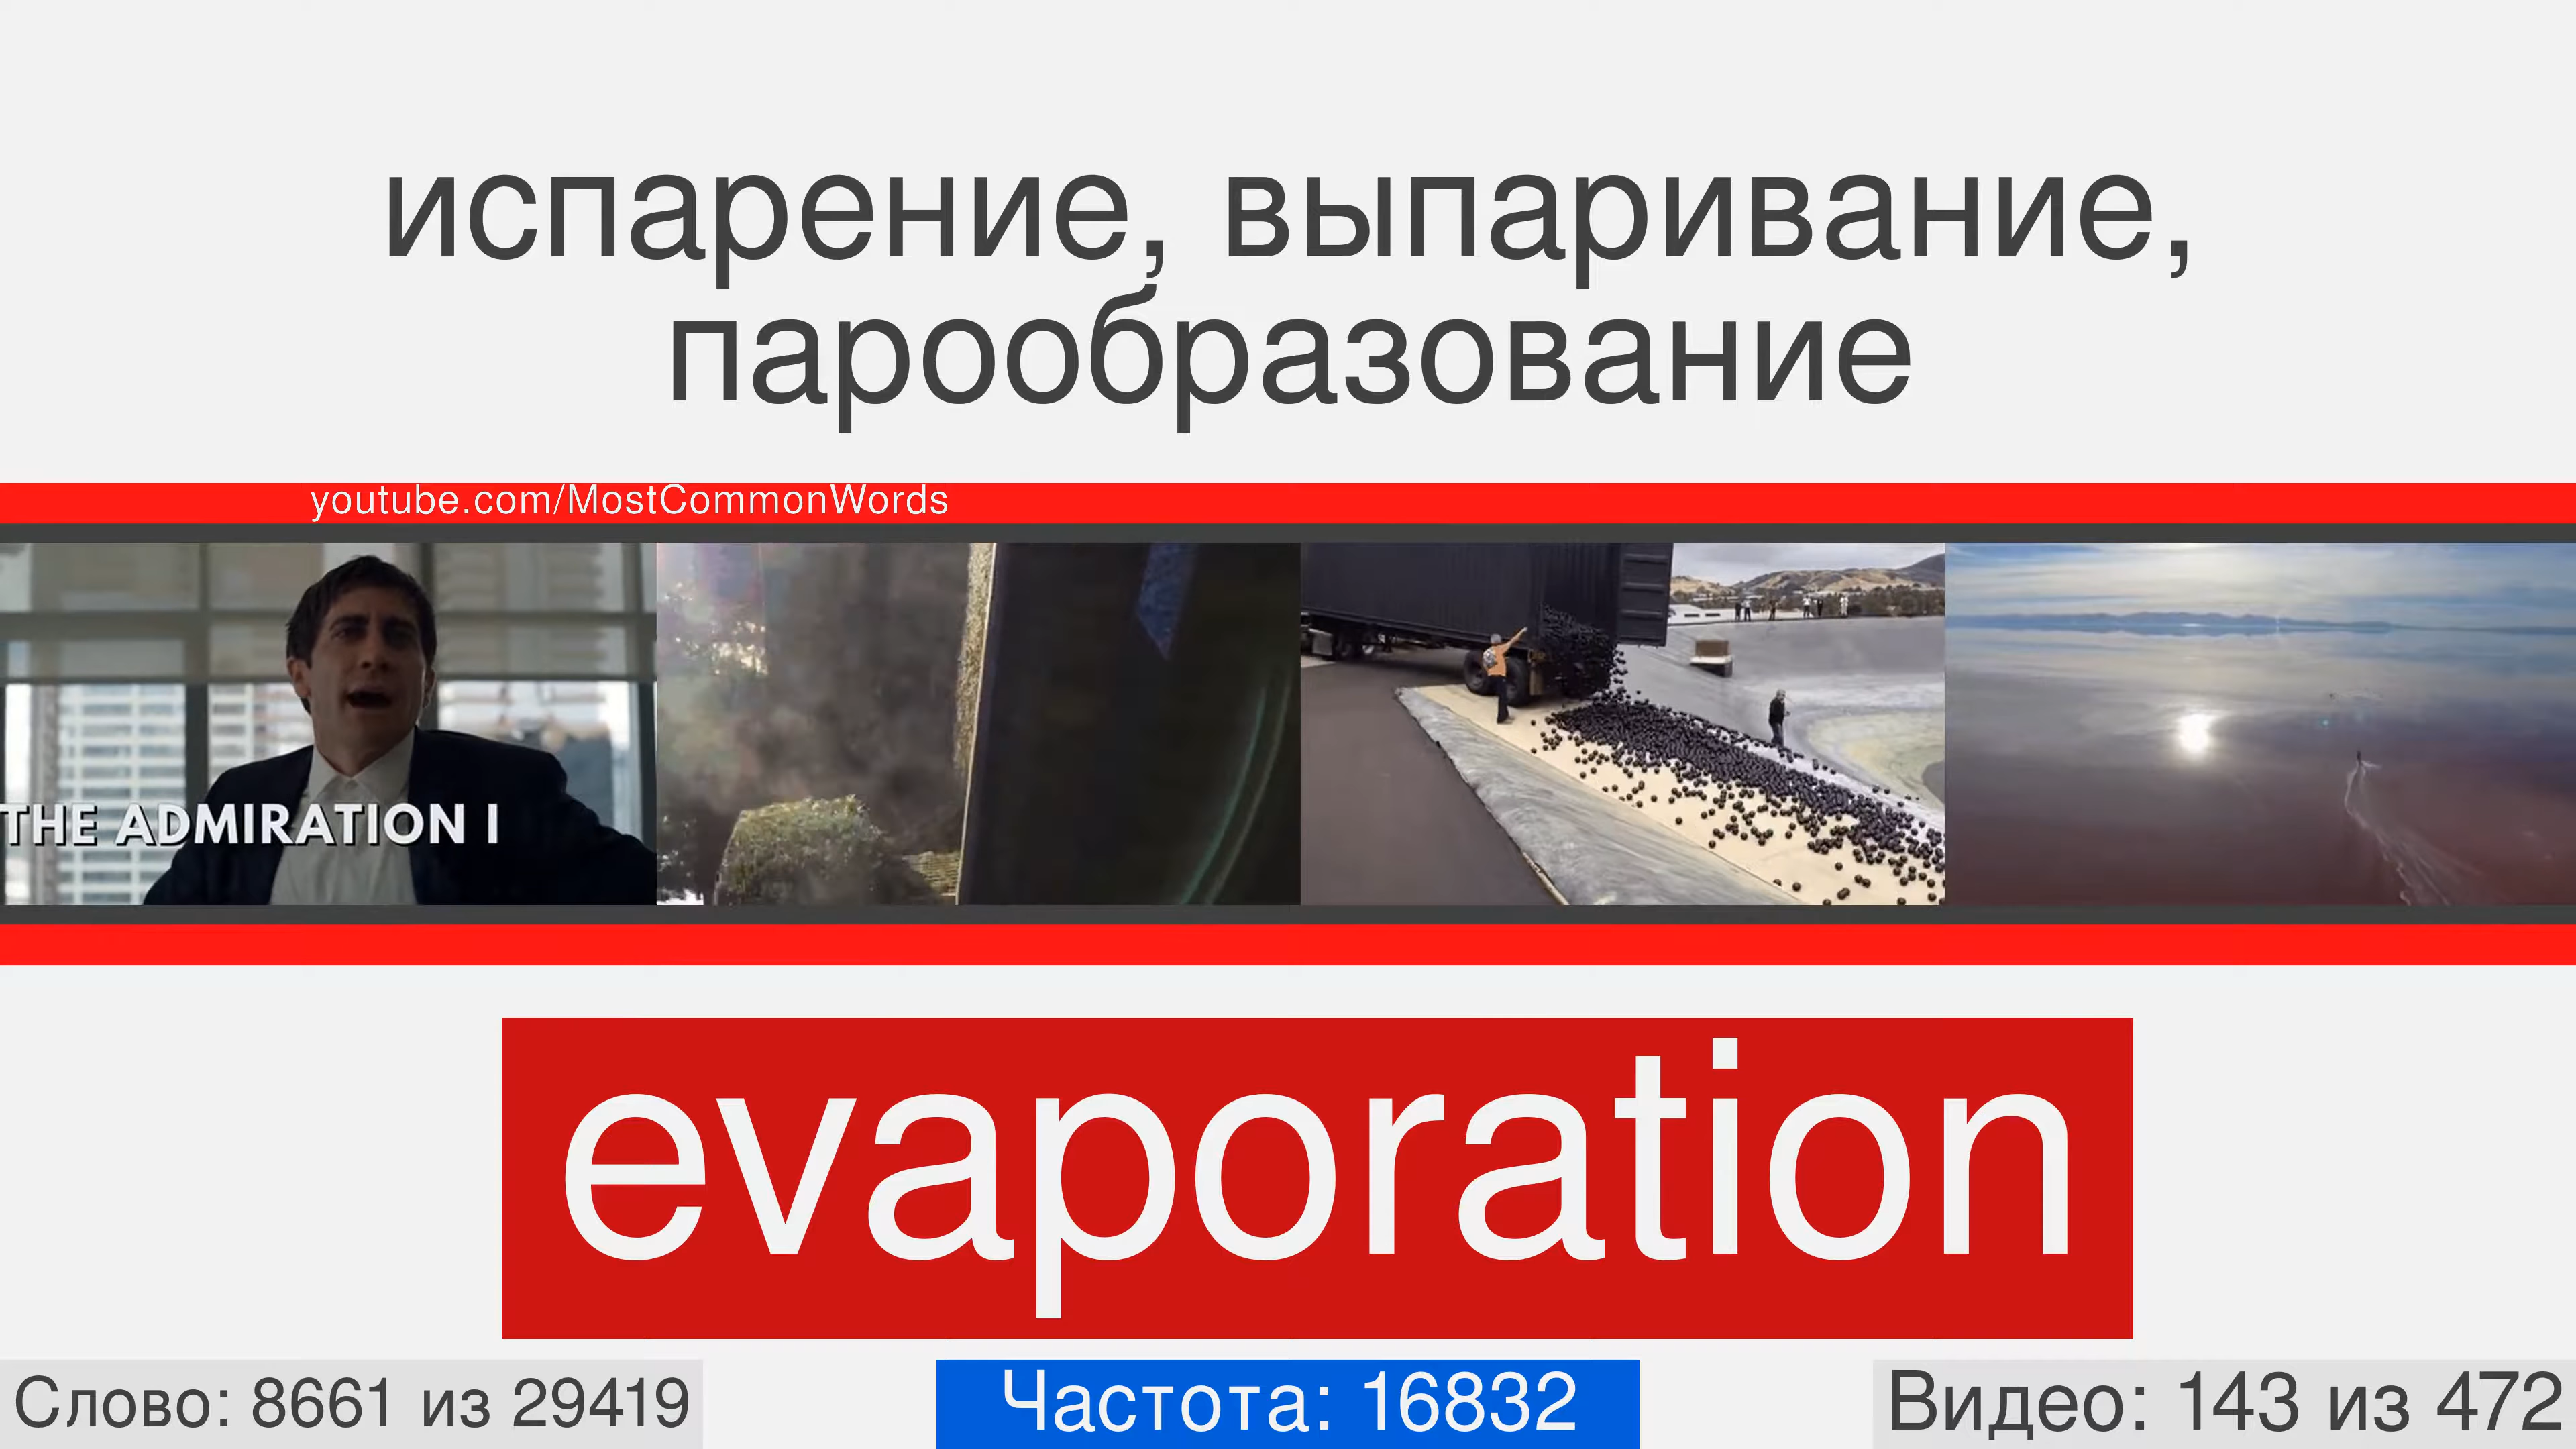 испарение, выпаривание,
парообразование
youtube.com/MostCommonWords
THE ADMIRATION I
evaporation
Слово: 8661 из 29419
Частота: 16832
Видео: 143 из 472